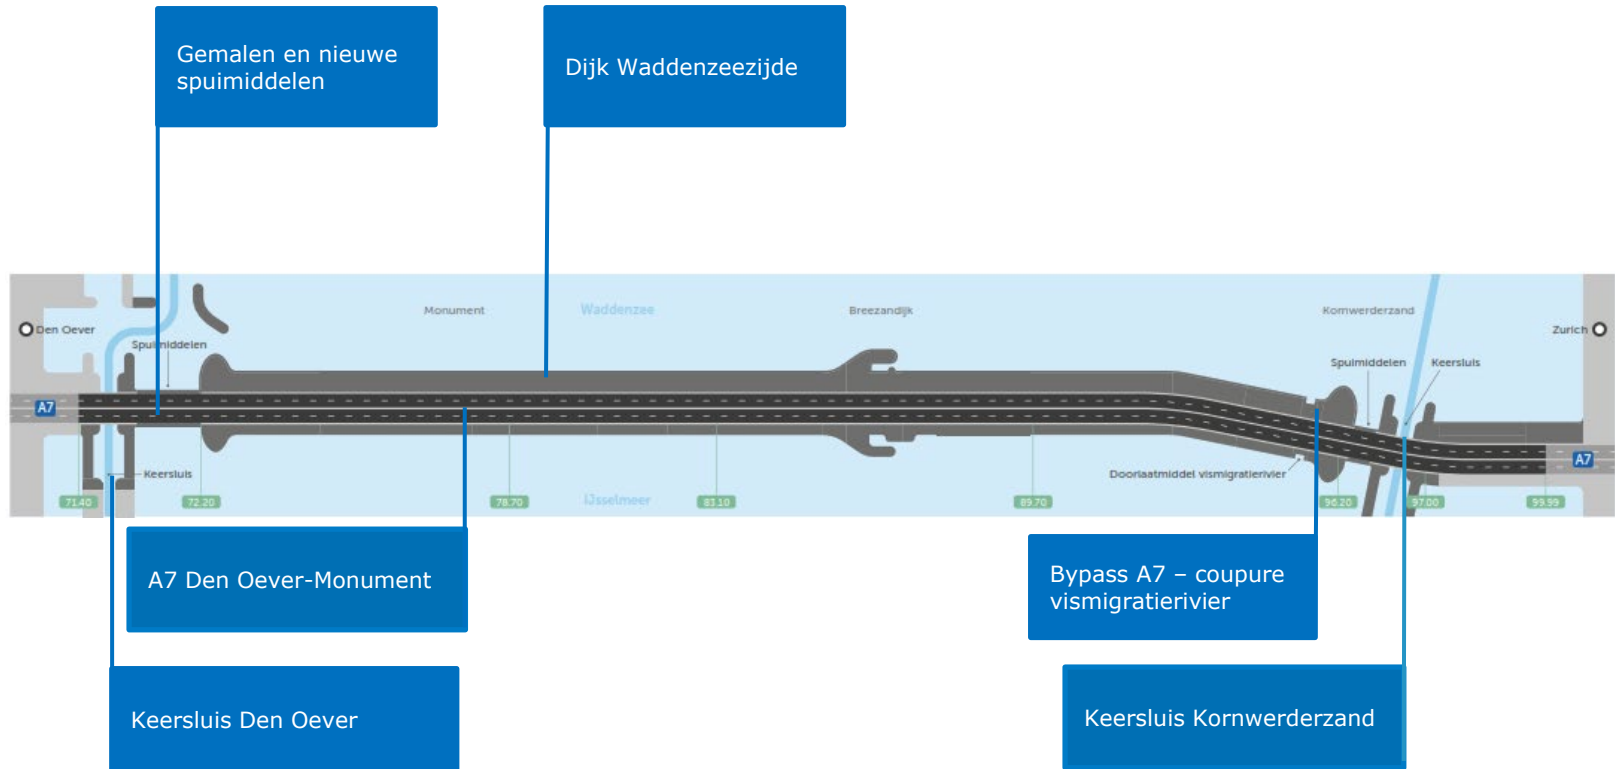 Gemalen en nieuwe
spuimiddelen
Dijk Waddenzeezijde
Monument
Waddenzee
Breezandijk
Kornwerderzand
Den Oever
Zurich
Spuimiddelen
Spuimiddelen
Keersluis
A7
A7
Keersluis
Doorlaatmiddel vismigratierivier
71.40
72.20
78.70
IJsselmeer
83.10
89.70
96.20
97.00
99.99
A7 Den Oever-Monument
Bypass A7 – coupure
vismigratierivier
Keersluis Den Oever
Keersluis Kornwerderzand